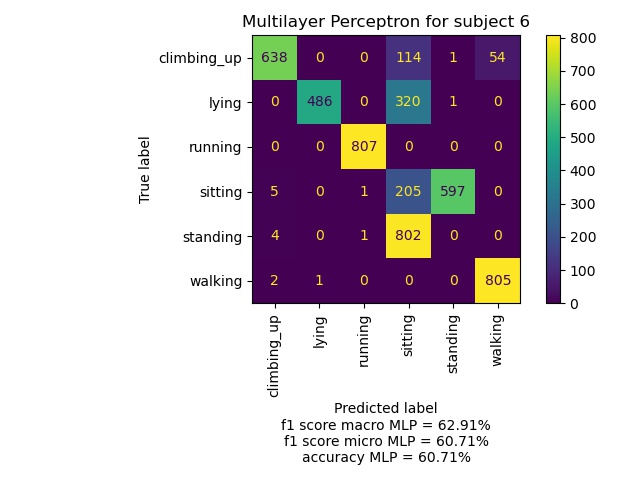 Multilayer Perceptron for subject 6
climbing_up 638 0 0 114 1 54
lying 0 486 0 320 1 0
running 0 0 807 0 0 0
sitting 5 0 1 205 597 0
standing 4 0 1 802 0 0
walking 2 1 0 0 0 805
True label
climbing_up lying running sitting standing walking
Predicted label
f1 score macro MLP = 62.91%
f1 score micro MLP = 60.71%
accuracy MLP = 60.71%
800
700
600
500
400
300
200
100
0